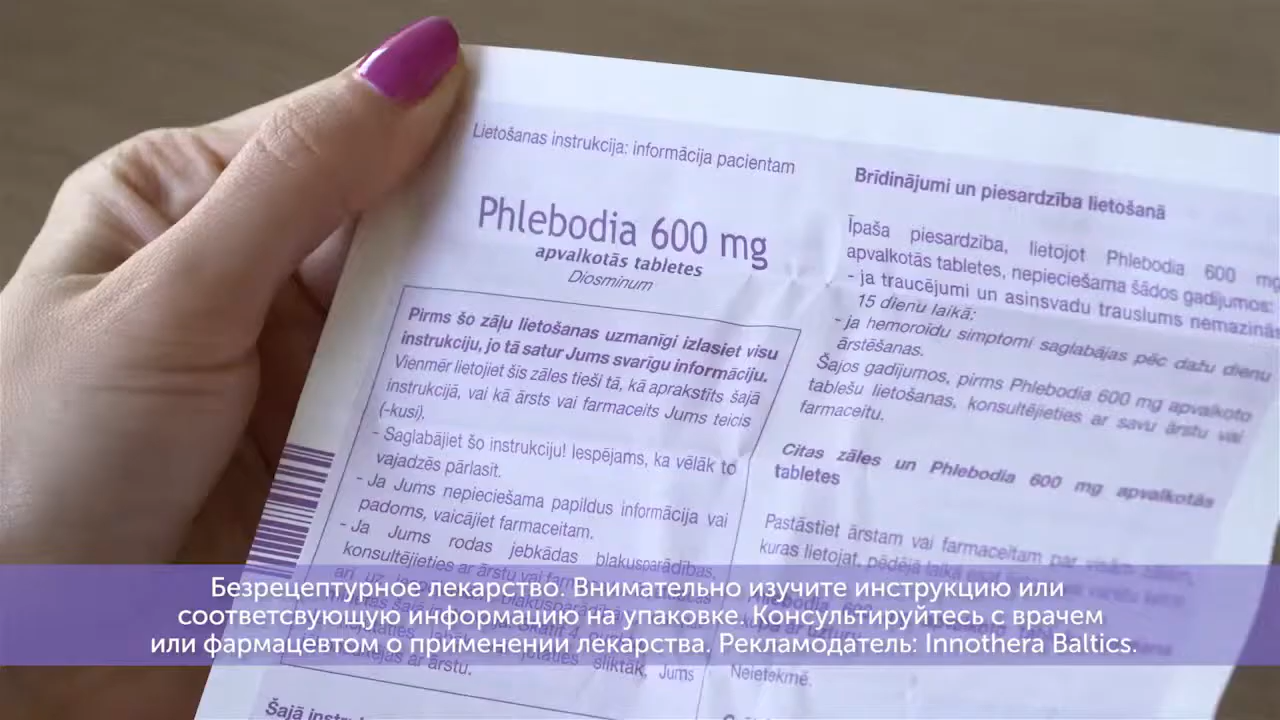 Lietošanas instrukcija: informācija pacientam
Phlebodia 600 mg
apvalkotās tabletes
Diosminum
Pirms šo zāļu lietošanas uzmanīgi izlasiet visu
instrukciju, jo tā satur Jums svarīgu informāciju.
Vienmēr lietojiet šīs zāles tieši tā, kā aprakstīts šajā
instrukcijā, vai kā ārsts vai farmaceits Jums teicis
(-kusi).
- Saglabājiet šo instrukciju! Iespējams, ka vēlāk to
vajadzēs pārlasīt.
- Ja Jums nepieciešama papildus informācija vai
padoms, vaicājiet farmaceitam.
- Ja Jums rodas jebkādas blakusparādības,
konsultējieties ar ārstu vai
ar ārstu.
Brīdinājumi un piesardzība lietošanā
Īpaša piesardzība, lietojot Phlebodia 600 mg
apvalkotās tabletes, nepieciešama šādos gadījumos:
- ja traucējumi un asinsvadu trauslums nemazinās
15 dienu laikā;
- ja hemoroīdu simptomi saglabājas pēc dažu dienu
ārstēšanas.
Šajos gadījumos, pirms Phlebodia 600 mg apvalkoto
tablešu lietošanas, konsultējieties ar savu ārstu vai
farmaceitu.
Citas zāles un Phlebodia 600 mg apvalkotās
tabletes
Pastāstiet ārstam vai farmaceitam par
kuras lietojat, pēdējā laikā
Neietekmē.
Безрецептурное лекарство. Внимательно изучите инструкцию или
соответсвующую информацию на упаковке. Консультируйтесь с врачем
или фармацевтом о применении лекарства. Рекламодатель: Innothera Baltics.